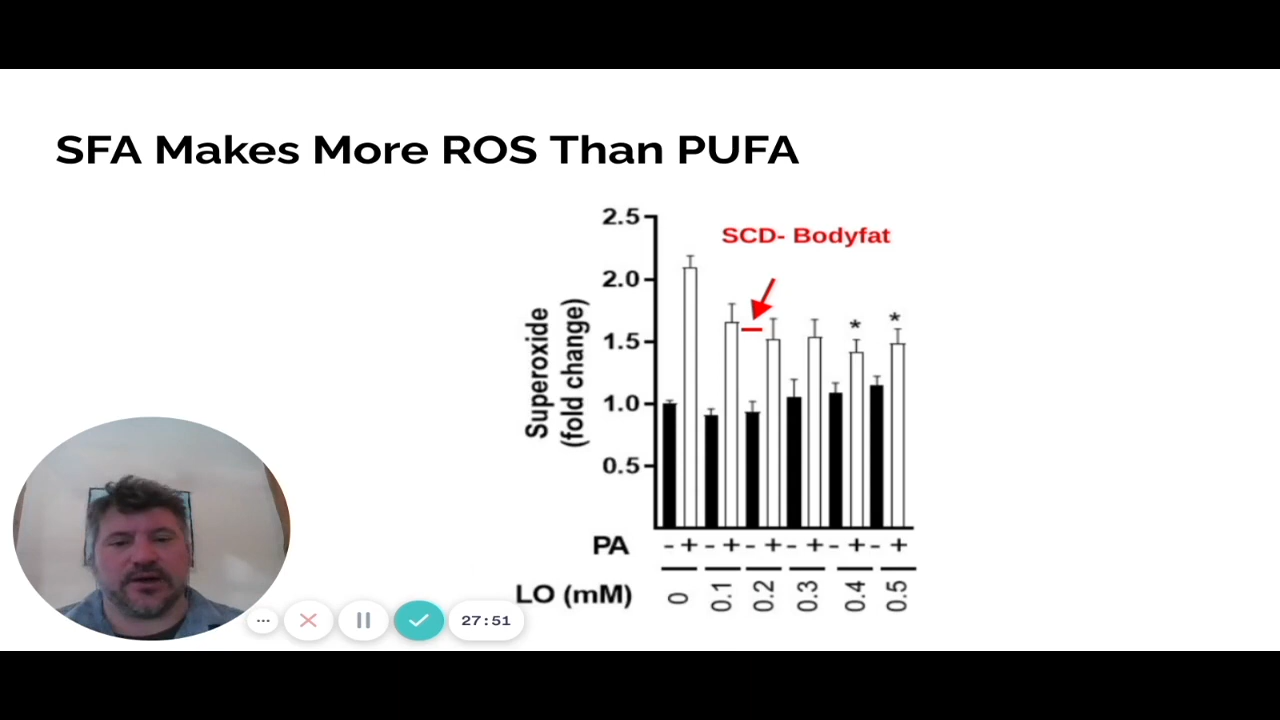 SFA Makes More ROS Than PUFA
SCD- Bodyfat
Superoxide
(fold change)
2.5
2.0
1.5
1.0
0.5
* *
PA - + - + - + - + - + - +
LO (mM) 0 0.1 0.2 0.3 0.4 0.5
27:51